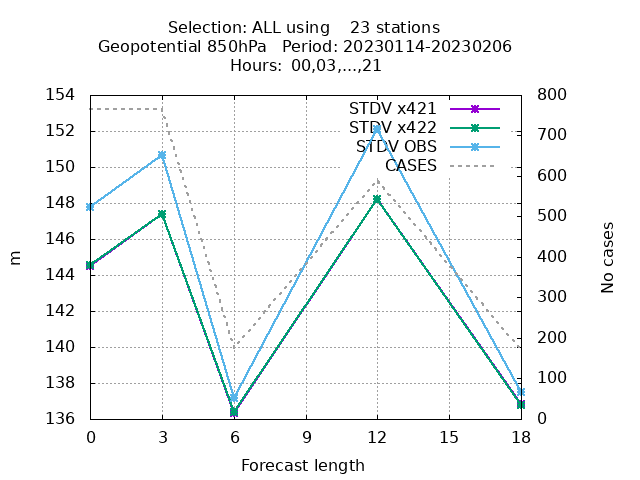 Selection: ALL using    23 stations
Geopotential 850hPa   Period: 20230114-20230206
Hours:  00,03,...,21
154
152
150
148
146
144
142
140
138
136
m
800
700
600
500
400
300
200
100
0
No cases
STDV x421
STDV x422
STDV OBS
CASES
0 3 6 9 12 15 18
Forecast length